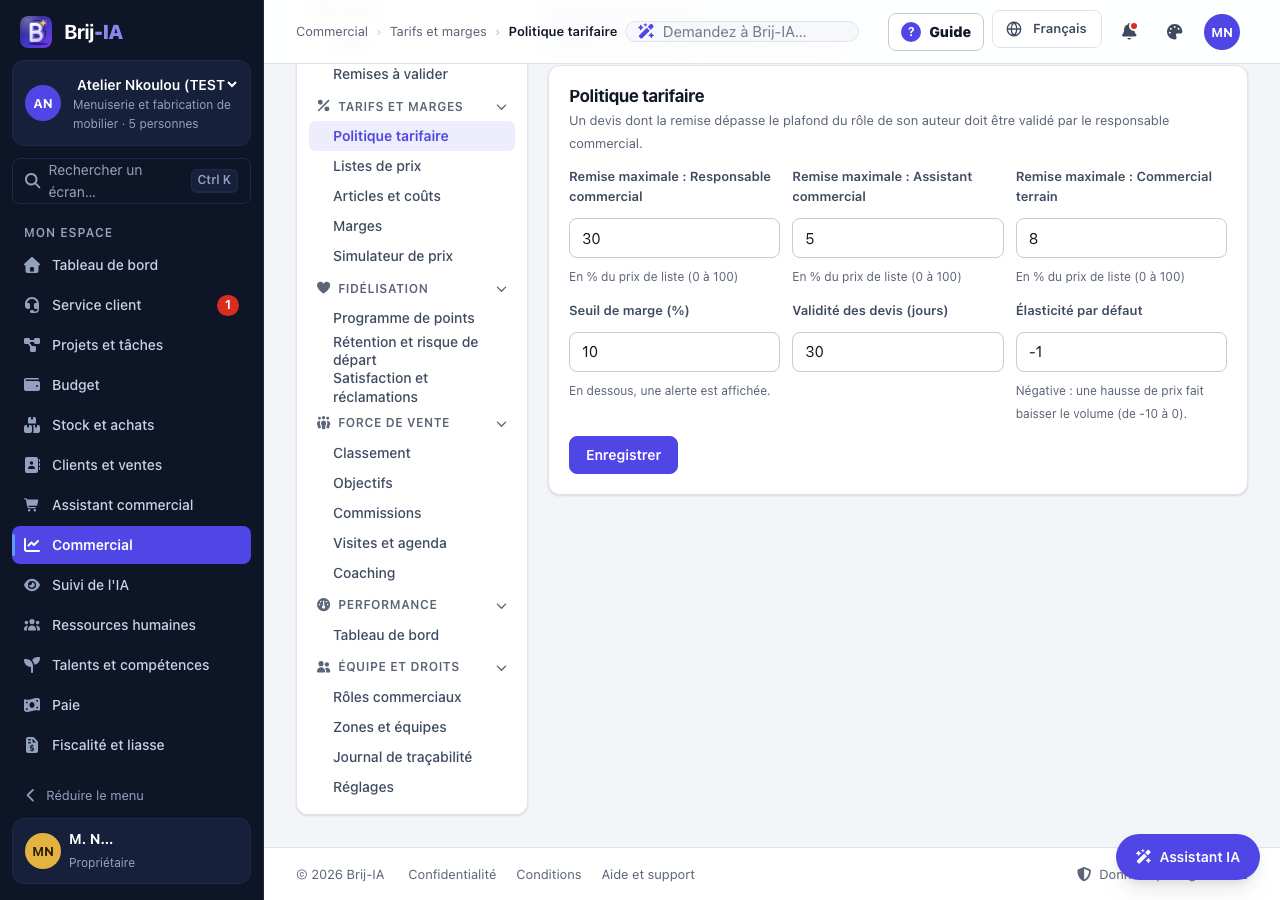 Brij-IA
AN
Atelier Nkoulou (TEST
Menuiserie et fabrication de
mobilier · 5 personnes
Rechercher un
écran...
Ctrl K
MON ESPACE
Tableau de bord
Service client
1
Projets et tâches
Budget
Stock et achats
Clients et ventes
Assistant commercial
Commercial
Suivi de l'IA
Ressources humaines
Talents et compétences
Paie
Fiscalité et liasse
Réduire le menu
MN
M. N...
Propriétaire
Commercial › Tarifs et marges › Politique tarifaire
Demandez à Brij-IA...
? Guide
Français
MN
Remises à valider
TARIFS ET MARGES
Politique tarifaire
Listes de prix
Articles et coûts
Marges
Simulateur de prix
FIDÉLISATION
Programme de points
Rétention et risque de
départ
Satisfaction et
réclamations
FORCE DE VENTE
Classement
Objectifs
Commissions
Visites et agenda
Coaching
PERFORMANCE
Tableau de bord
ÉQUIPE ET DROITS
Rôles commerciaux
Zones et équipes
Journal de traçabilité
Réglages
Politique tarifaire
Un devis dont la remise dépasse le plafond du rôle de son auteur doit être validé par le responsable
commercial.
Remise maximale : Responsable
commercial
30
En % du prix de liste (0 à 100)
Remise maximale : Assistant
commercial
5
En % du prix de liste (0 à 100)
Remise maximale : Commercial
terrain
8
En % du prix de liste (0 à 100)
Seuil de marge (%)
10
En dessous, une alerte est affichée.
Validité des devis (jours)
30
Élasticité par défaut
-1
Négative : une hausse de prix fait
baisser le volume (de -10 à 0).
Enregistrer
© 2026 Brij-IA
Confidentialité
Conditions
Aide et support
Assistant IA